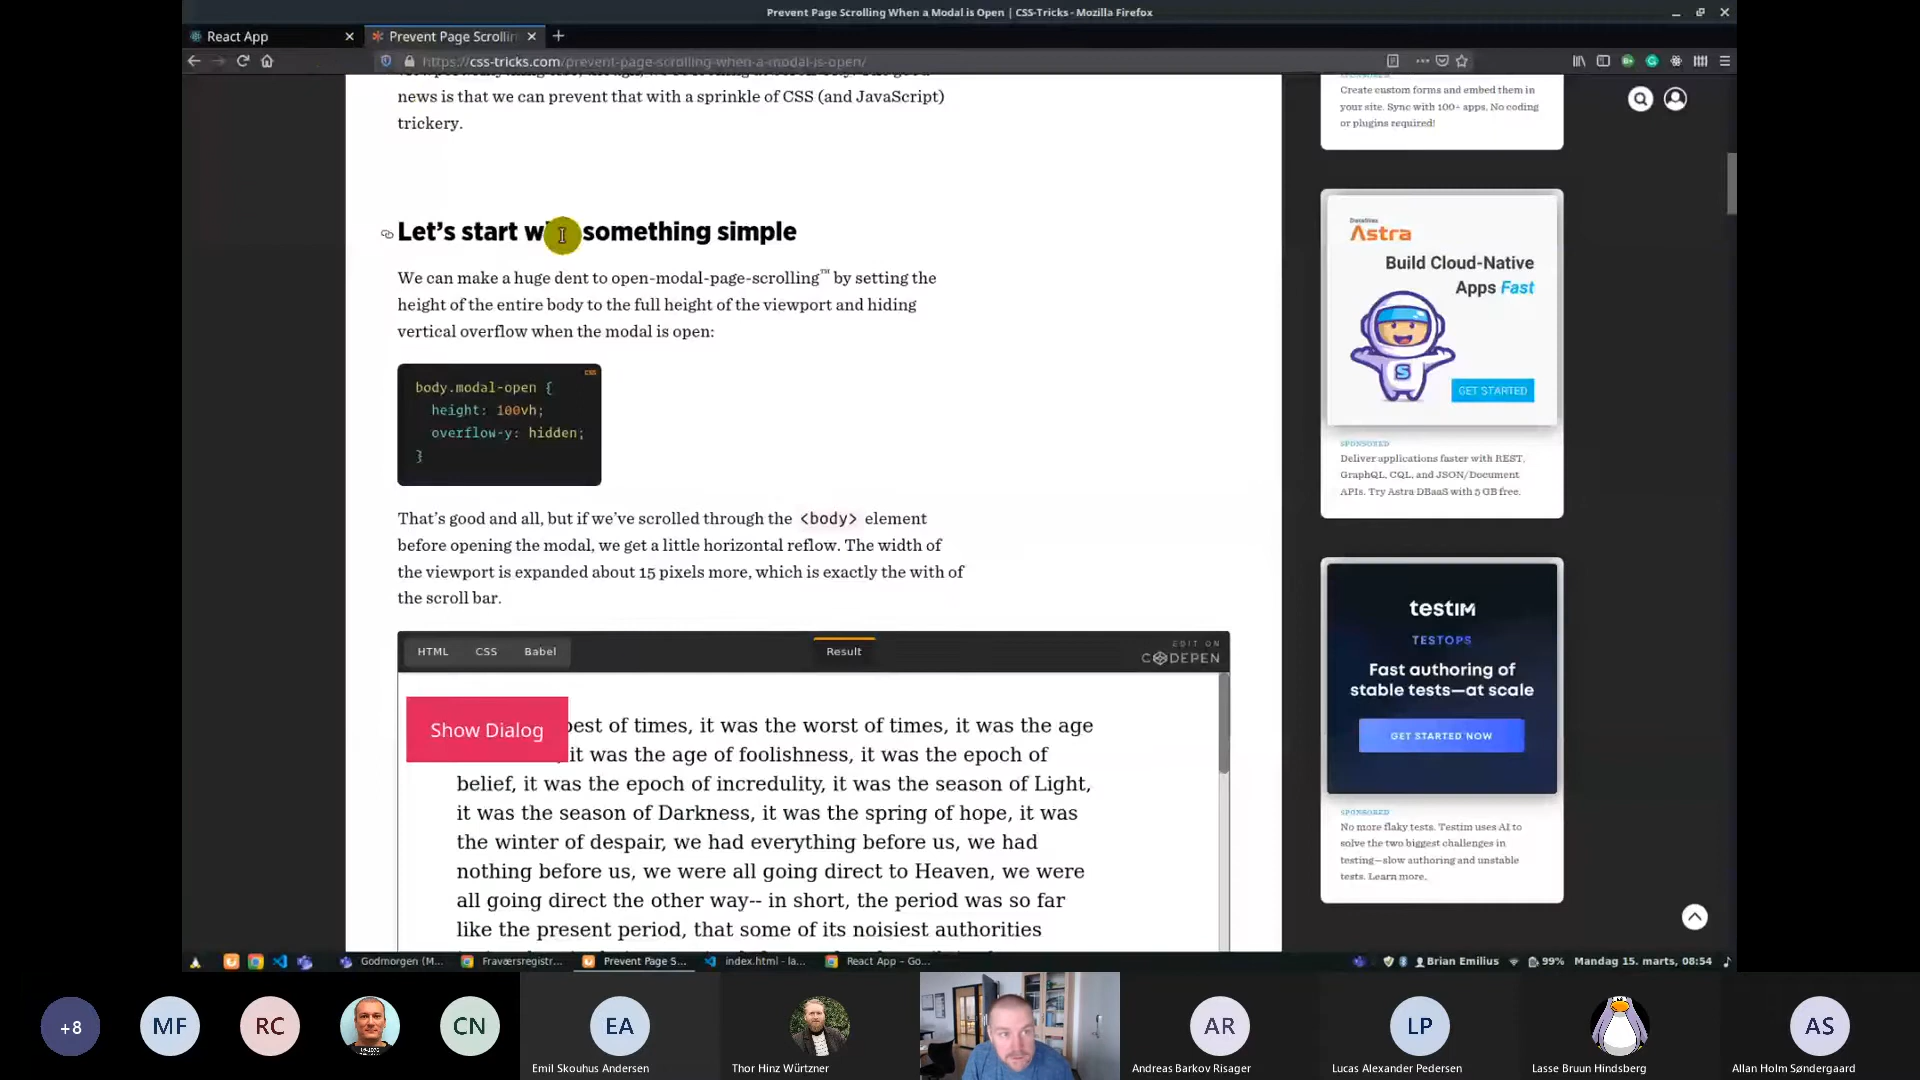 Prevent Page Scrolling When a Modal is Open | CSS-Tricks - Mozilla Firefox
React App
Prevent Page Scrollin
https://css-tricks.com/prevent-page-scrolling-when-a-modal-is-open/
news is that we can prevent that with a sprinkle of CSS (and JavaScript)
trickery.
Let's start w something simple
We can make a huge dent to open-modal-page-scrolling™ by setting the
height of the entire body to the full height of the viewport and hiding
vertical overflow when the modal is open:
CSS
body.modal-open {
height: 100vh;
overflow-y: hidden;
}
That's good and all, but if we've scrolled through the <body> element
before opening the modal, we get a little horizontal reflow. The width of
the viewport is expanded about 15 pixels more, which is exactly the with of
the scroll bar.
HTML
CSS
Babel
Result
EDIT ON
CODEPEN
Show Dialog
best of times, it was the worst of times, it was the age
it was the age of foolishness, it was the epoch of
belief, it was the epoch of incredulity, it was the season of Light,
it was the season of Darkness, it was the spring of hope, it was
the winter of despair, we had everything before us, we had
nothing before us, we were all going direct to Heaven, we were
all going direct the other way-- in short, the period was so far
like the present period, that some of its noisiest authorities
SPONSORED
Create custom forms and embed them in
your site. Sync with 100+ apps. No coding
or plugins required!
DataStax
Astra
Build Cloud-Native
Apps Fast
S
GET STARTED
SPONSORED
Deliver applications faster with REST,
GraphQL, CQL, and JSON/Document
APIs. Try Astra DBaaS with 5 GB free.
testim
TESTOPS
Fast authoring of
stable tests—at scale
GET STARTED NOW
SPONSORED
No more flaky tests. Testim uses AI to
solve the two biggest challenges in
testing—slow authoring and unstable
tests. Learn more.
Godmorgen (M...
Fraværsregistr...
Prevent Page S...
index.html - la...
React App – Go...
Brian Emilius
99%
Mandag 15. marts, 08:54
+8
MF
RC
CN
EA
Emil Skouhus Andersen
Thor Hinz Würtzner
AR
Andreas Barkov Risager
LP
Lucas Alexander Pedersen
Lasse Bruun Hindsberg
AS
Allan Holm Søndergaard